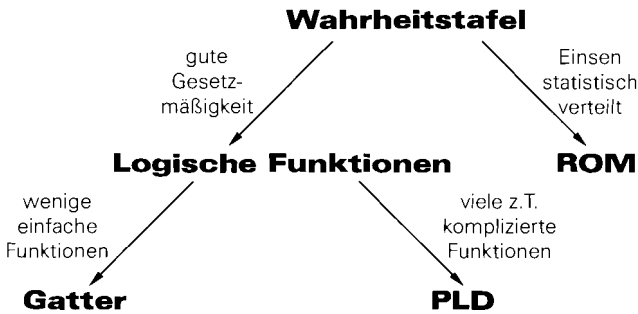 Wahrheitstafel
gute
Gesetz-
mäßigkeit
Einsen
statistisch
verteilt
Logische Funktionen
ROM
wenige
einfache
Funktionen
viele z.T.
komplizierte
Funktionen
Gatter
PLD